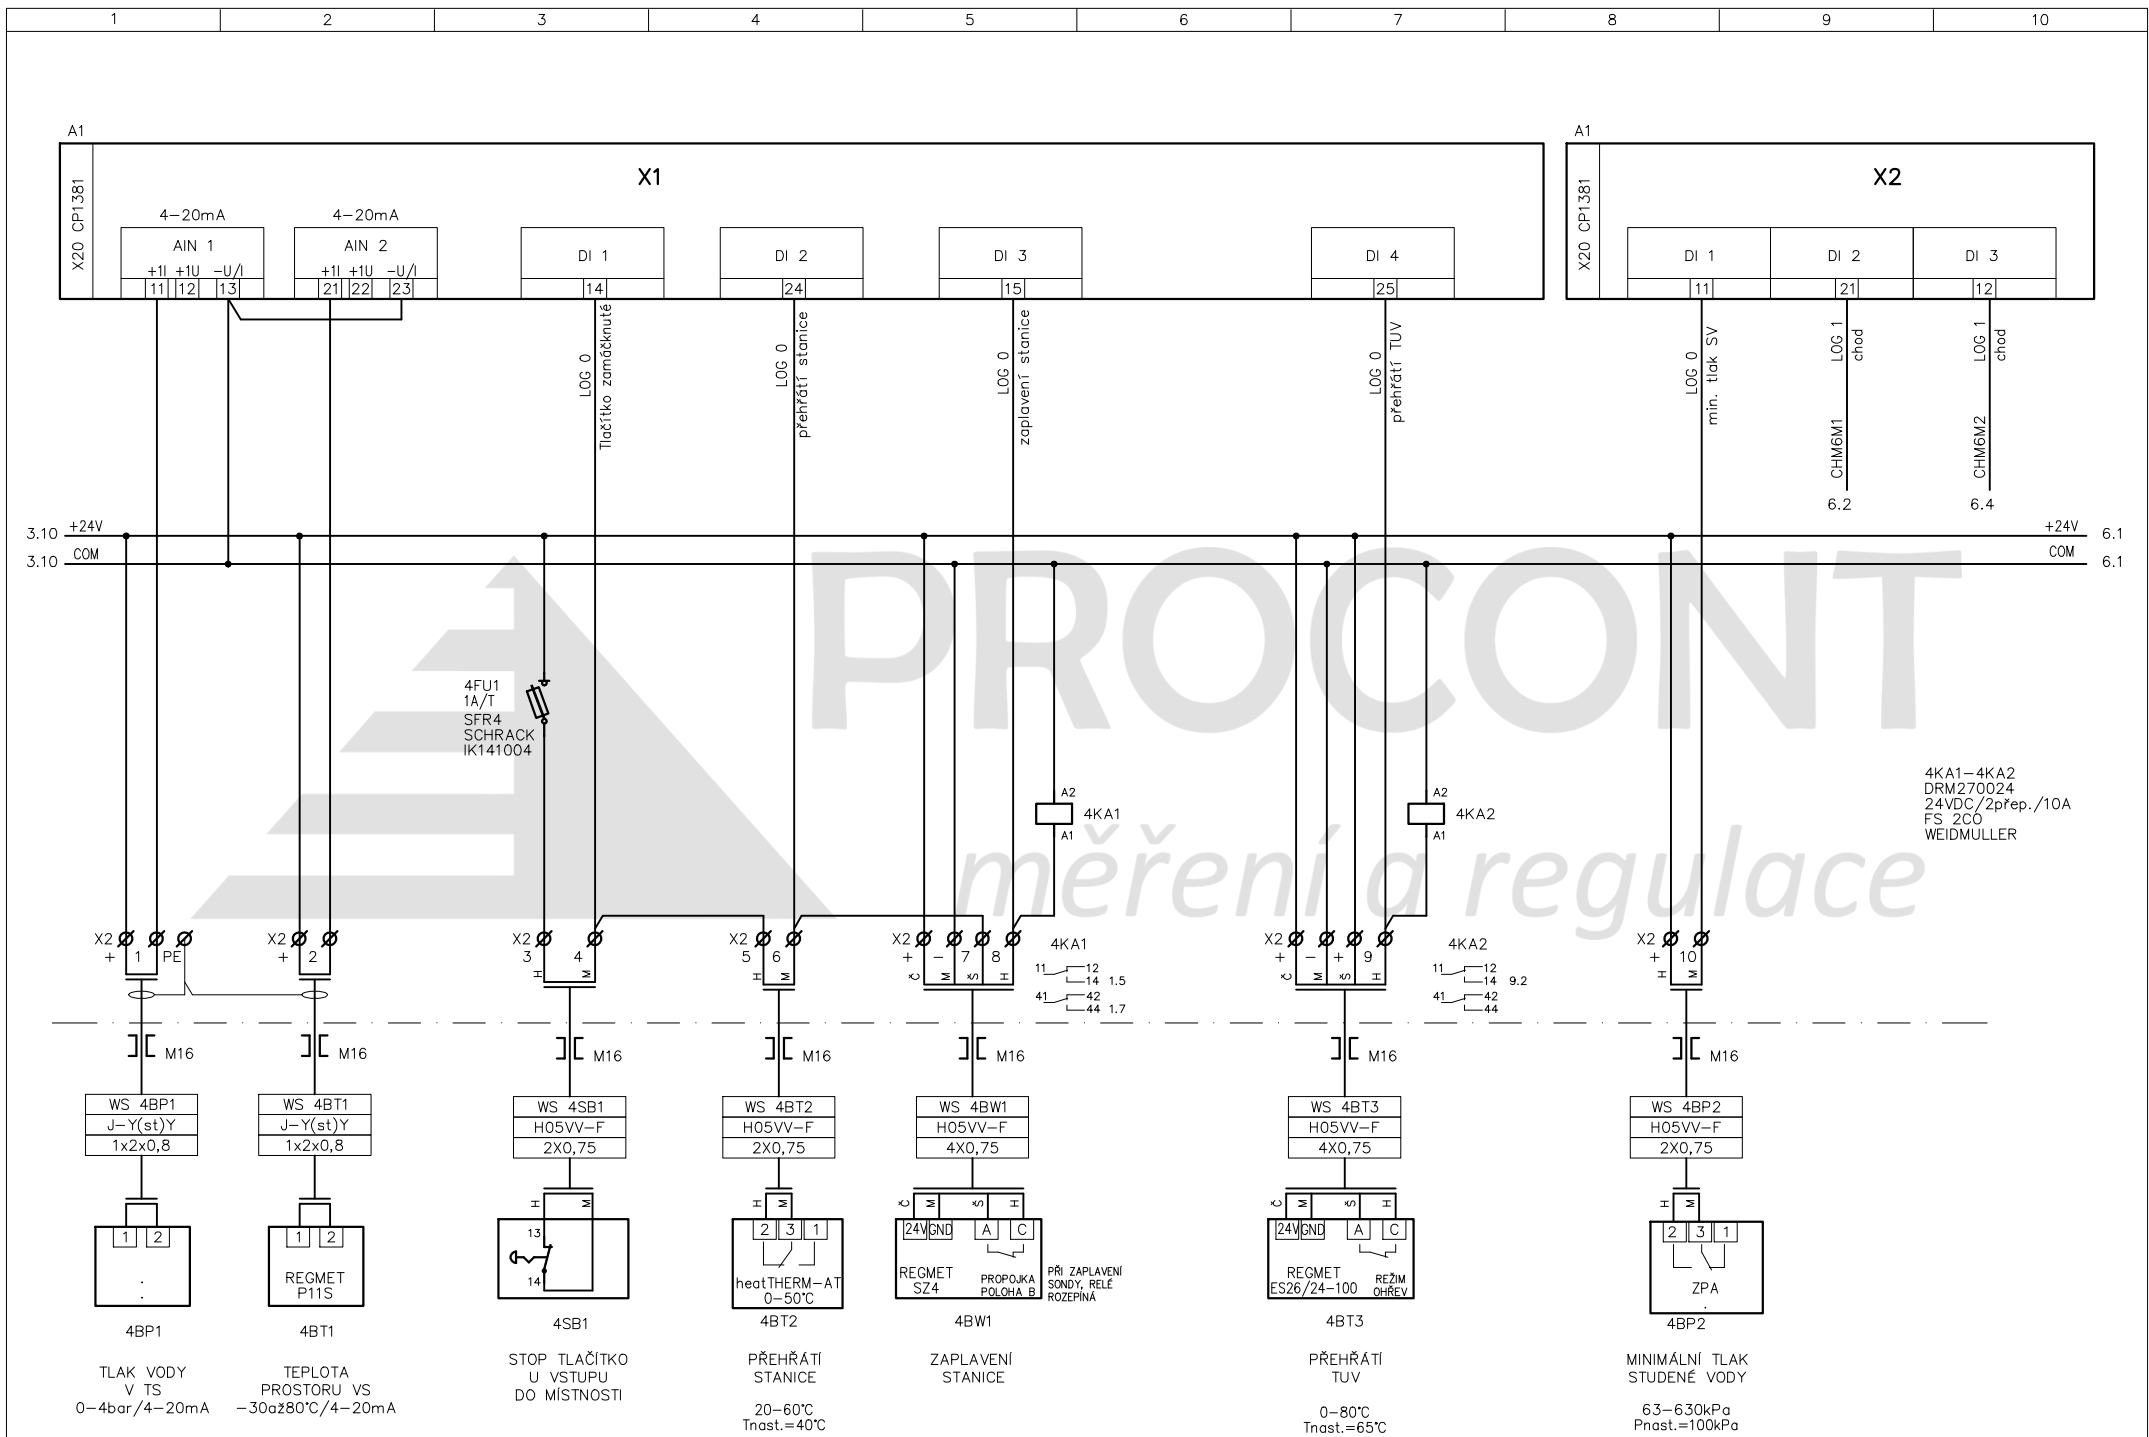 1 2 3 4 5 6 7 8 9 10
A1
A1
X20 CP1381
X1
X20 CP1381
X2
4-20mA
4-20mA
AIN 1
+1I +1U -U/I
11 12 13
AIN 2
+1I +1U -U/I
21 22 23
DI 1
14
DI 2
24
DI 3
15
DI 4
25
DI 1
11
DI 2
21
DI 3
12
LOG 0
Tlačítko zamáčknuté
LOG 0
přehřátí stanice
LOG 0
zaplavení stanice
LOG 0
přehřátí TUV
LOG 0
min. tlak SV
LOG 1
chod
CHM6M1
6.2
LOG 1
chod
CHM6M2
6.4
3.10 +24V
+24V 6.1
3.10 COM
COM 6.1
PROCONT
měření a regulace
4FU1
1A/T
SFR4
SCHRACK
IK141004
A2
4KA1
A1
A2
4KA2
A1
4KA1-4KA2
DRM270024
24VDC/2přep./10A
FS 2CO
WEIDMULLER
X2
+ 1 PE
X2
+ 2
X2
3 4
H M
X2
5 6
H M
X2
+ - 7 8
Č M Š H
4KA1
11 12
14 1.5
41 42
44 1.7
X2
+ - + 9
Č M Š H
4KA2
11 12
14 9.2
41 42
44
X2
+ 10
H M
M16
M16
M16
M16
M16
M16
M16
WS 4BP1
J-Y(st)Y
1x2x0,8
WS 4BT1
J-Y(st)Y
1x2x0,8
WS 4SB1
H05VV-F
2X0,75
WS 4BT2
H05VV-F
2X0,75
WS 4BW1
H05VV-F
4X0,75
WS 4BT3
H05VV-F
4X0,75
WS 4BP2
H05VV-F
2X0,75
1 2
.
.
4BP1
TLAK VODY
V TS
0-4bar/4-20mA
1 2
REGMET
P11S
4BT1
TEPLOTA
PROSTORU VS
-30až80°C/4-20mA
H M
13
14
4SB1
STOP TLAČÍTKO
U VSTUPU
DO MÍSTNOSTI
H M
2 3 1
heatTHERM-AT
0-50°C
4BT2
PŘEHŘÁTÍ
STANICE
20-60°C
Tnast.=40°C
Č M Š H
24V GND A C
REGMET
SZ4
PROPOJKA
POLOHA B
PŘI ZAPLAVENÍ
SONDY, RELÉ
ROZEPÍNÁ
4BW1
ZAPLAVENÍ
STANICE
Č M Š H
24V GND A C
REGMET
ES26/24-100
REŽIM
OHŘEV
4BT3
PŘEHŘÁTÍ
TUV
0-80°C
Tnast.=65°C
H M
2 3 1
ZPA
.
4BP2
MINIMÁLNÍ TLAK
STUDENÉ VODY
63-630kPa
Pnast.=100kPa